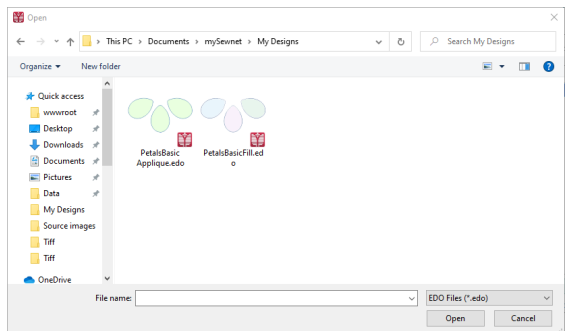 Open
This PC > Documents > mySewnet > My Designs
Search My Designs
Organize
New folder
Quick access
wwwroot
Desktop
Downloads
Documents
Pictures
Data
My Designs
Source images
Tiff
Tiff
OneDrive
PetalsBasic
Applique.edo
PetalsBasicFill.ed
o
File name:
EDO Files (*.edo)
Open
Cancel